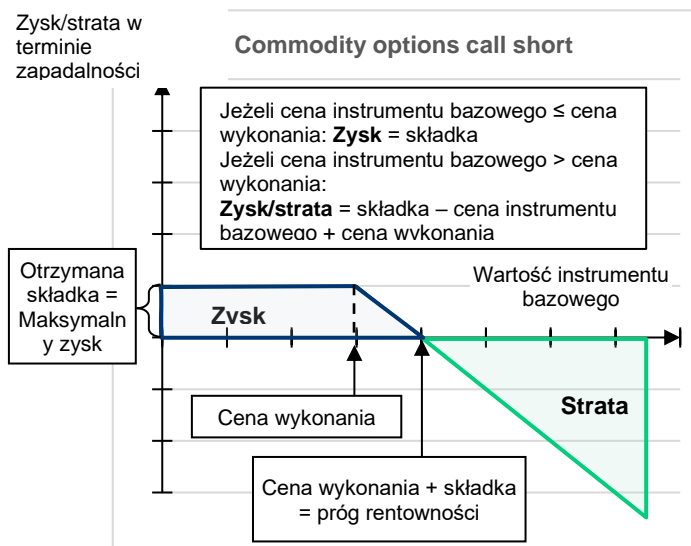 Zysk/strata w
terminie
zapadalności
Commodity options call short
Jeżeli cena instrumentu bazowego ≤ cena
wykonania: Zysk = składka
Jeżeli cena instrumentu bazowego > cena
wykonania:
Zysk/strata = składka – cena instrumentu
bazowego + cena wykonania
Otrzymana
składka =
Maksymaln
y zysk
Wartość instrumentu
bazowego
Zysk
Cena wykonania
Strata
Cena wykonania + składka
= próg rentowności